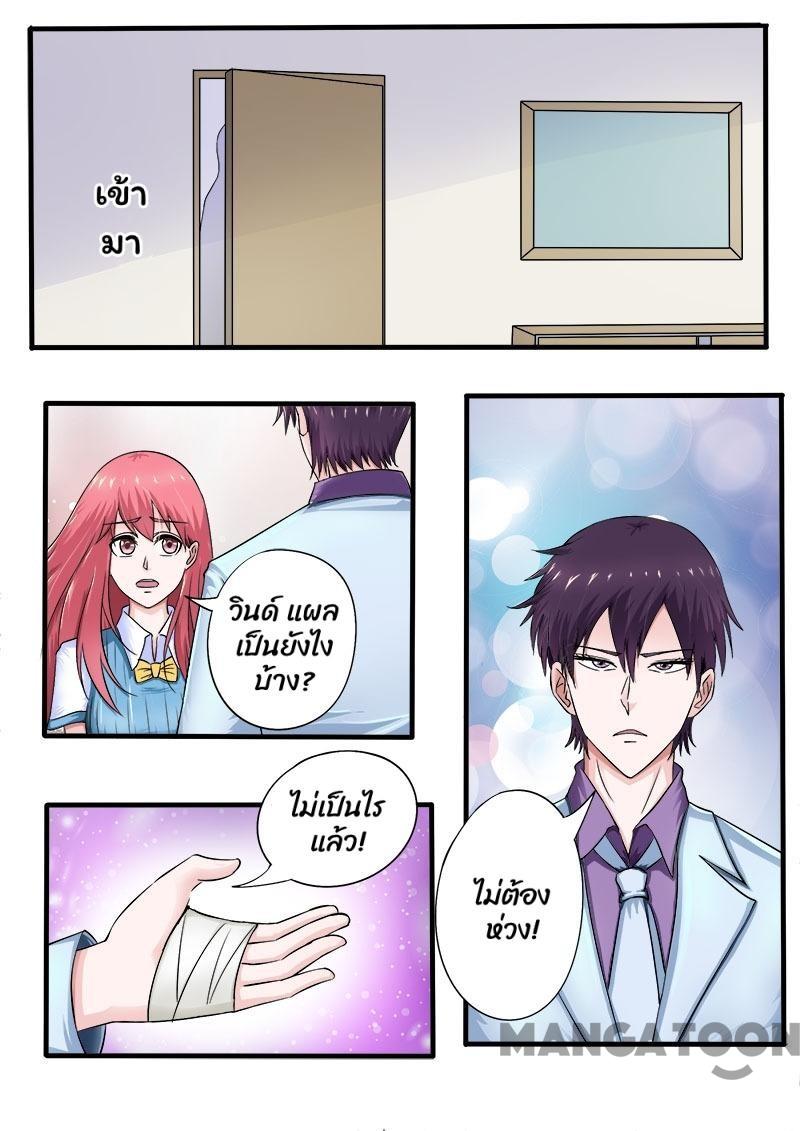 เข้า
มา
วินด์ แผล
เป็นยังไง
บ้าง?
ไม่เป็นไร
แล้ว!
ไม่ต้อง
ห่วง!
MANGATOON